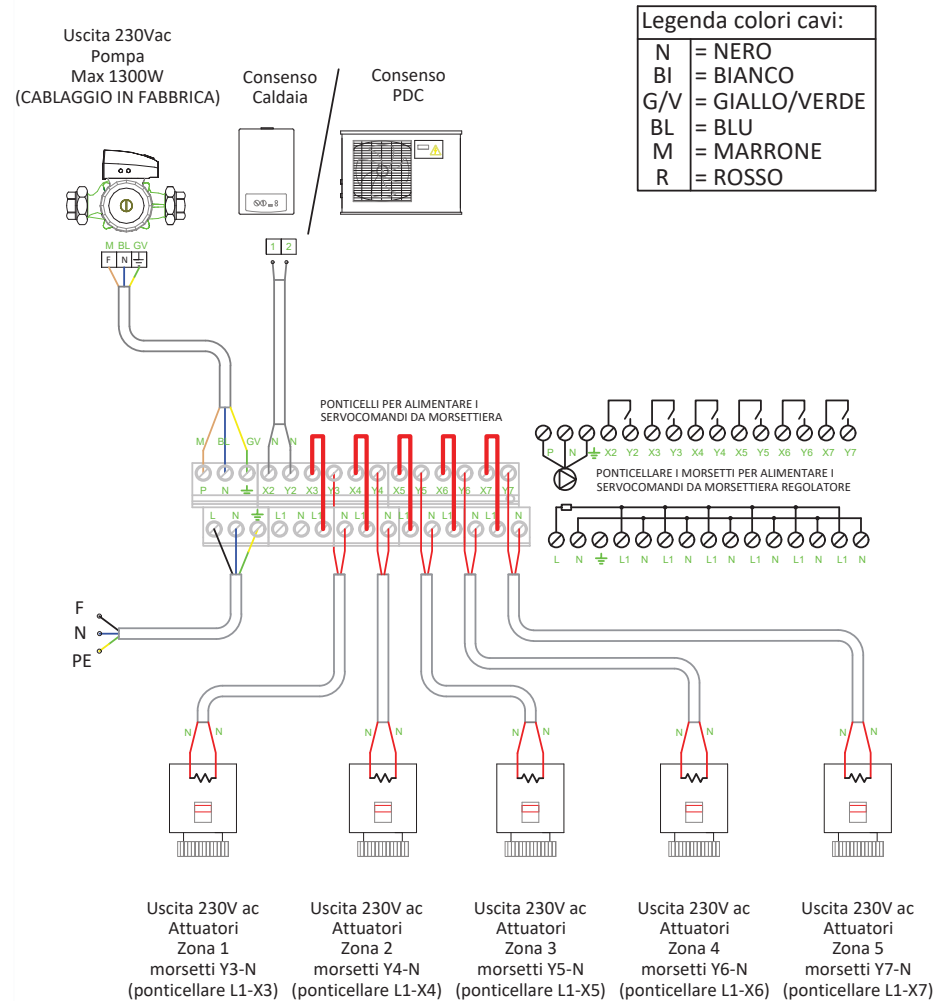 Uscita 230Vac
Pompa
Max 1300W
(CABLAGGIO IN FABBRICA)
Consenso
Caldaia
Consenso
PDC
Legenda colori cavi:
N = NERO
BI = BIANCO
G/V = GIALLO/VERDE
BL = BLU
M = MARRONE
R = ROSSO
M BL GV
F N
1 2
PONTICELLI PER ALIMENTARE I
SERVOCOMANDI DA MORSETTIERA
M BL GV N N
P N X2 Y2 X3 Y3 X4 Y4 X5 Y5 X6 Y6 X7 Y7
L N L1 N L1 N L1 N L1 N L1 N L1 N
P N X2 Y2 X3 Y3 X4 Y4 X5 Y5 X6 Y6 X7 Y7
PONTICELLARE I MORSETTI PER ALIMENTARE I
SERVOCOMANDI DA MORSETTIERA REGOLATORE
L N L1 N L1 N L1 N L1 N L1 N L1 N
F
N
PE
N N
N N
N N
N N
N N
Uscita 230V ac
Attuatori
Zona 1
morsetti Y3-N
(ponticellare L1-X3)
Uscita 230V ac
Attuatori
Zona 2
morsetti Y4-N
(ponticellare L1-X4)
Uscita 230V ac
Attuatori
Zona 3
morsetti Y5-N
(ponticellare L1-X5)
Uscita 230V ac
Attuatori
Zona 4
morsetti Y6-N
(ponticellare L1-X6)
Uscita 230V ac
Attuatori
Zona 5
morsetti Y7-N
(ponticellare L1-X7)